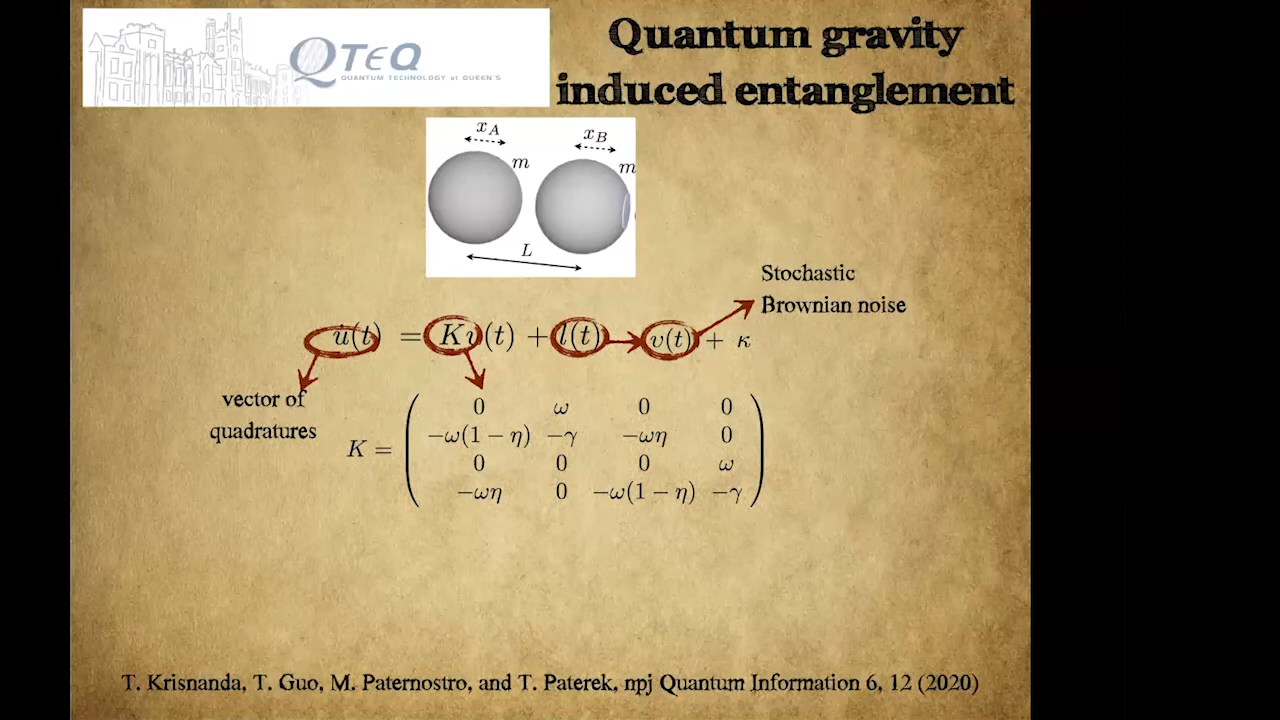 QTEQ
QUANTUM TECHNOLOGY at QUEEN'S
Quantum gravity
induced entanglement
x_A
x_B
m
m
L
Stochastic
Brownian noise
u̇(t) = Ku(t) + l(t) v(t) + κ
vector of
quadratures
K =
0 ω 0 0
−ω(1 − η) −γ −ωη 0
0 0 0 ω
−ωη 0 −ω(1 − η) −γ
T. Krisnanda, T. Guo, M. Paternostro, and T. Paterek, npj Quantum Information 6, 12 (2020)